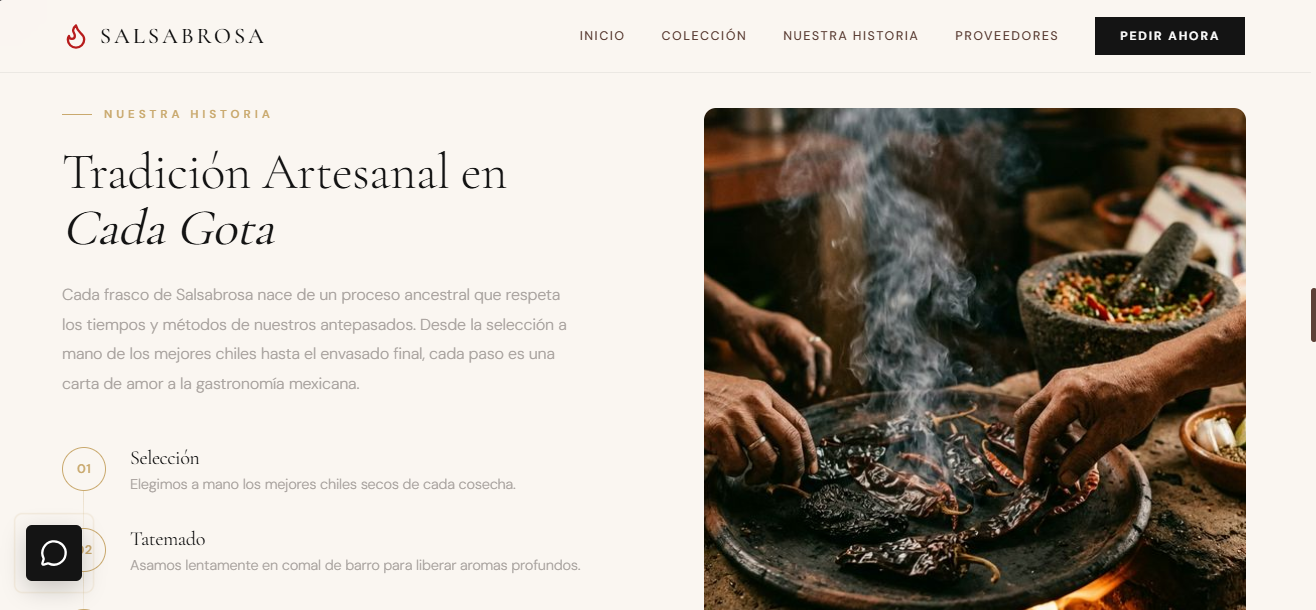 SALSABROSA
INICIO
COLECCIÓN
NUESTRA HISTORIA
PROVEEDORES
PEDIR AHORA
NUESTRA HISTORIA
Tradición Artesanal en
Cada Gota
Cada frasco de Salsabrosa nace de un proceso ancestral que respeta
los tiempos y métodos de nuestros antepasados. Desde la selección a
mano de los mejores chiles hasta el envasado final, cada paso es una
carta de amor a la gastronomía mexicana.
01
Selección
Elegimos a mano los mejores chiles secos de cada cosecha.
02
Tatemado
Asamos lentamente en comal de barro para liberar aromas profundos.